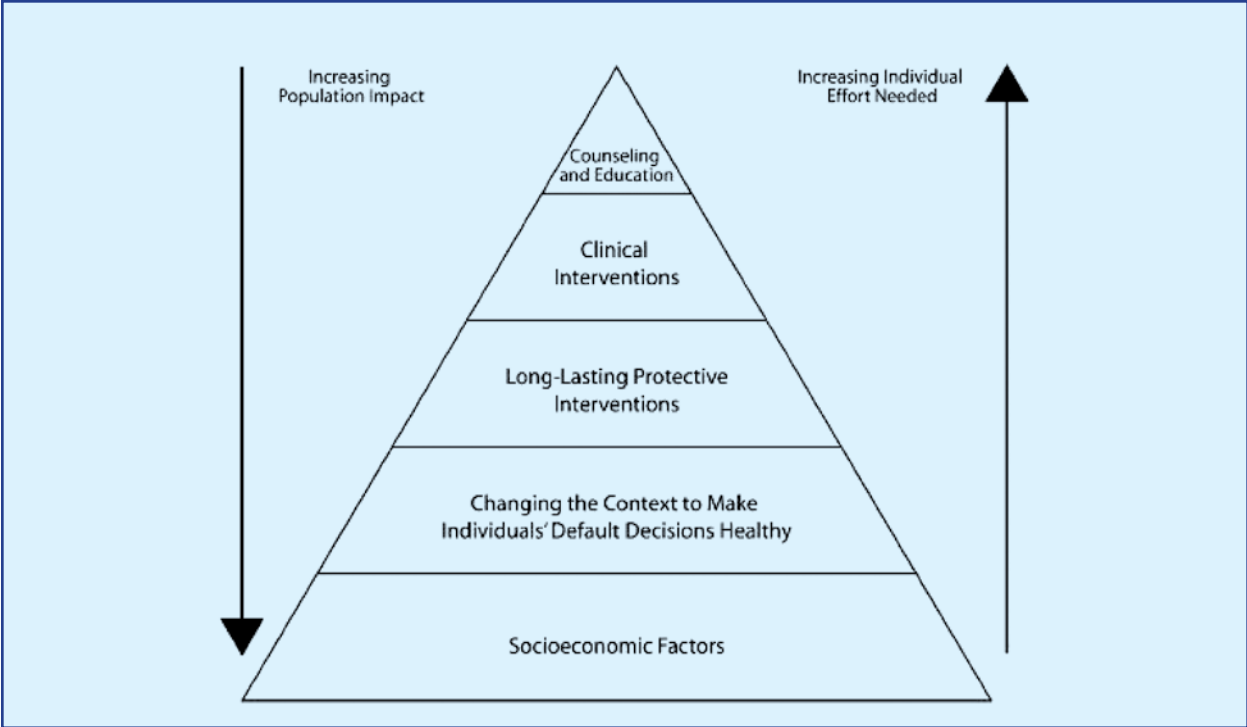 Increasing
Population Impact
Increasing Individual
Effort Needed
Counseling
and Education
Clinical
Interventions
Long-Lasting Protective
Interventions
Changing the Context to Make
Individuals’ Default Decisions Healthy
Socioeconomic Factors